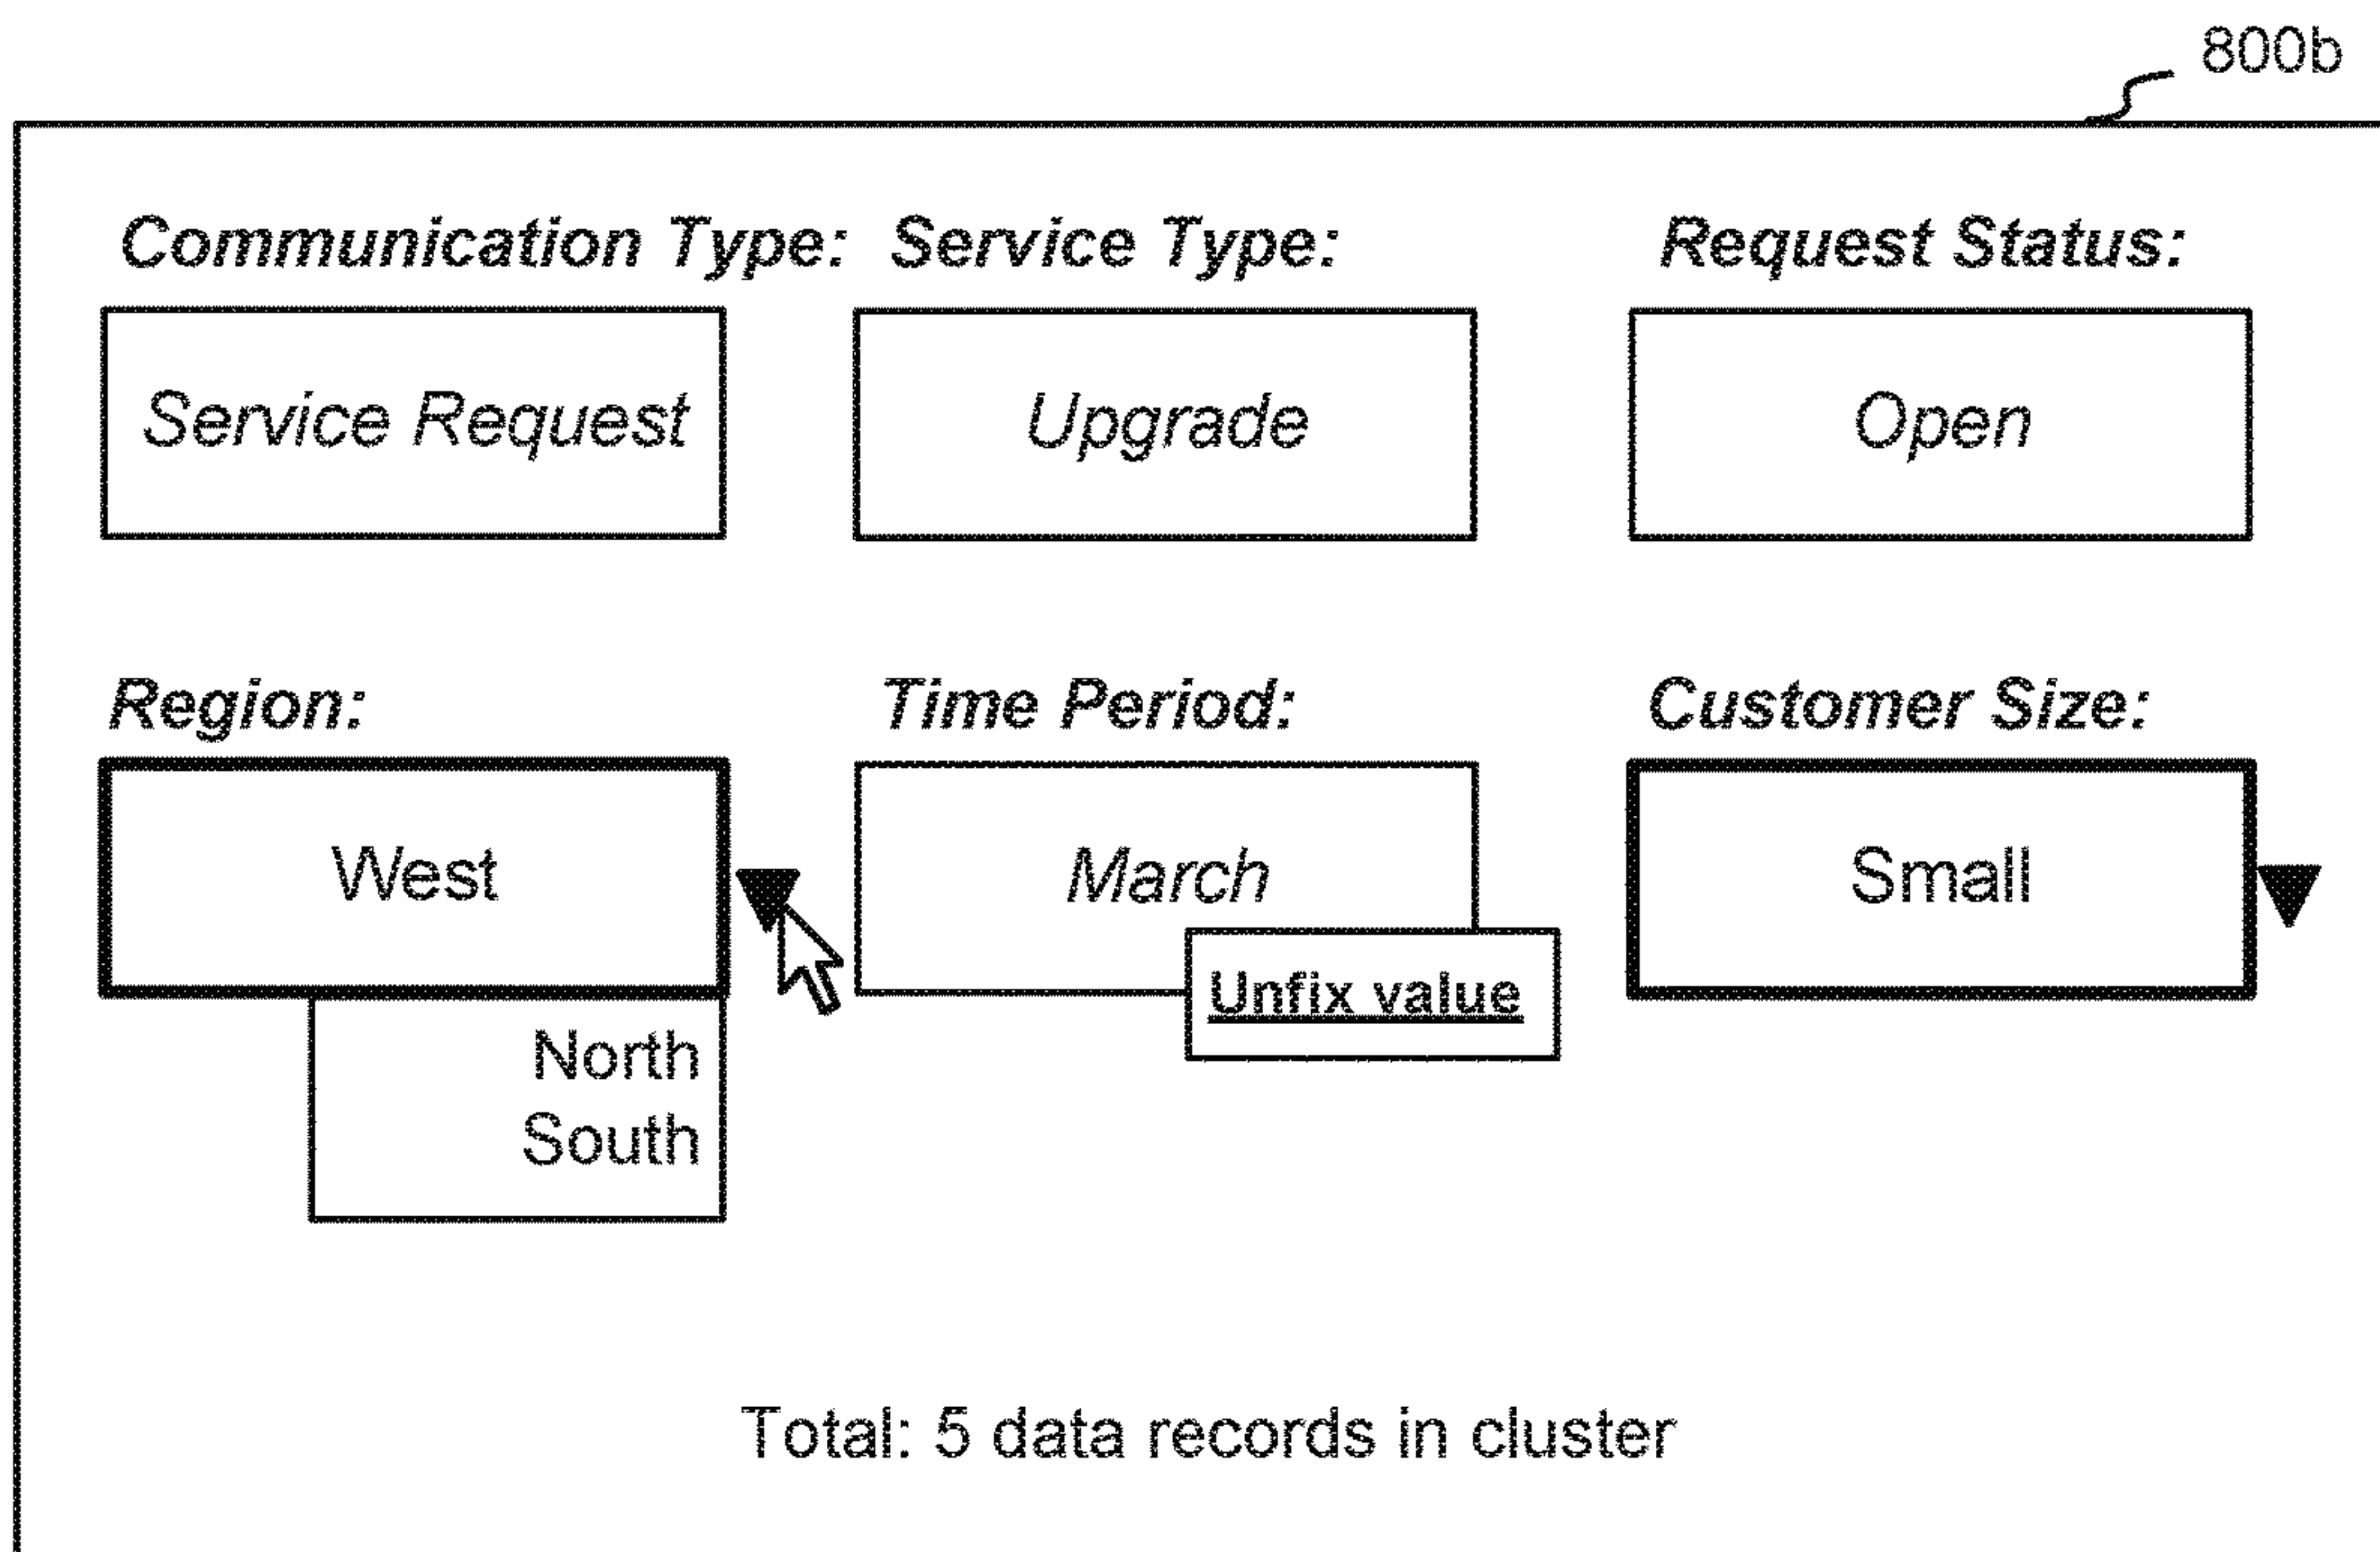 800b
Communication Type: Service Type: Request Status:
Service Request Upgrade Open
Region: Time Period: Customer Size:
West March Small
Unfix value
North
South
Total: 5 data records in cluster